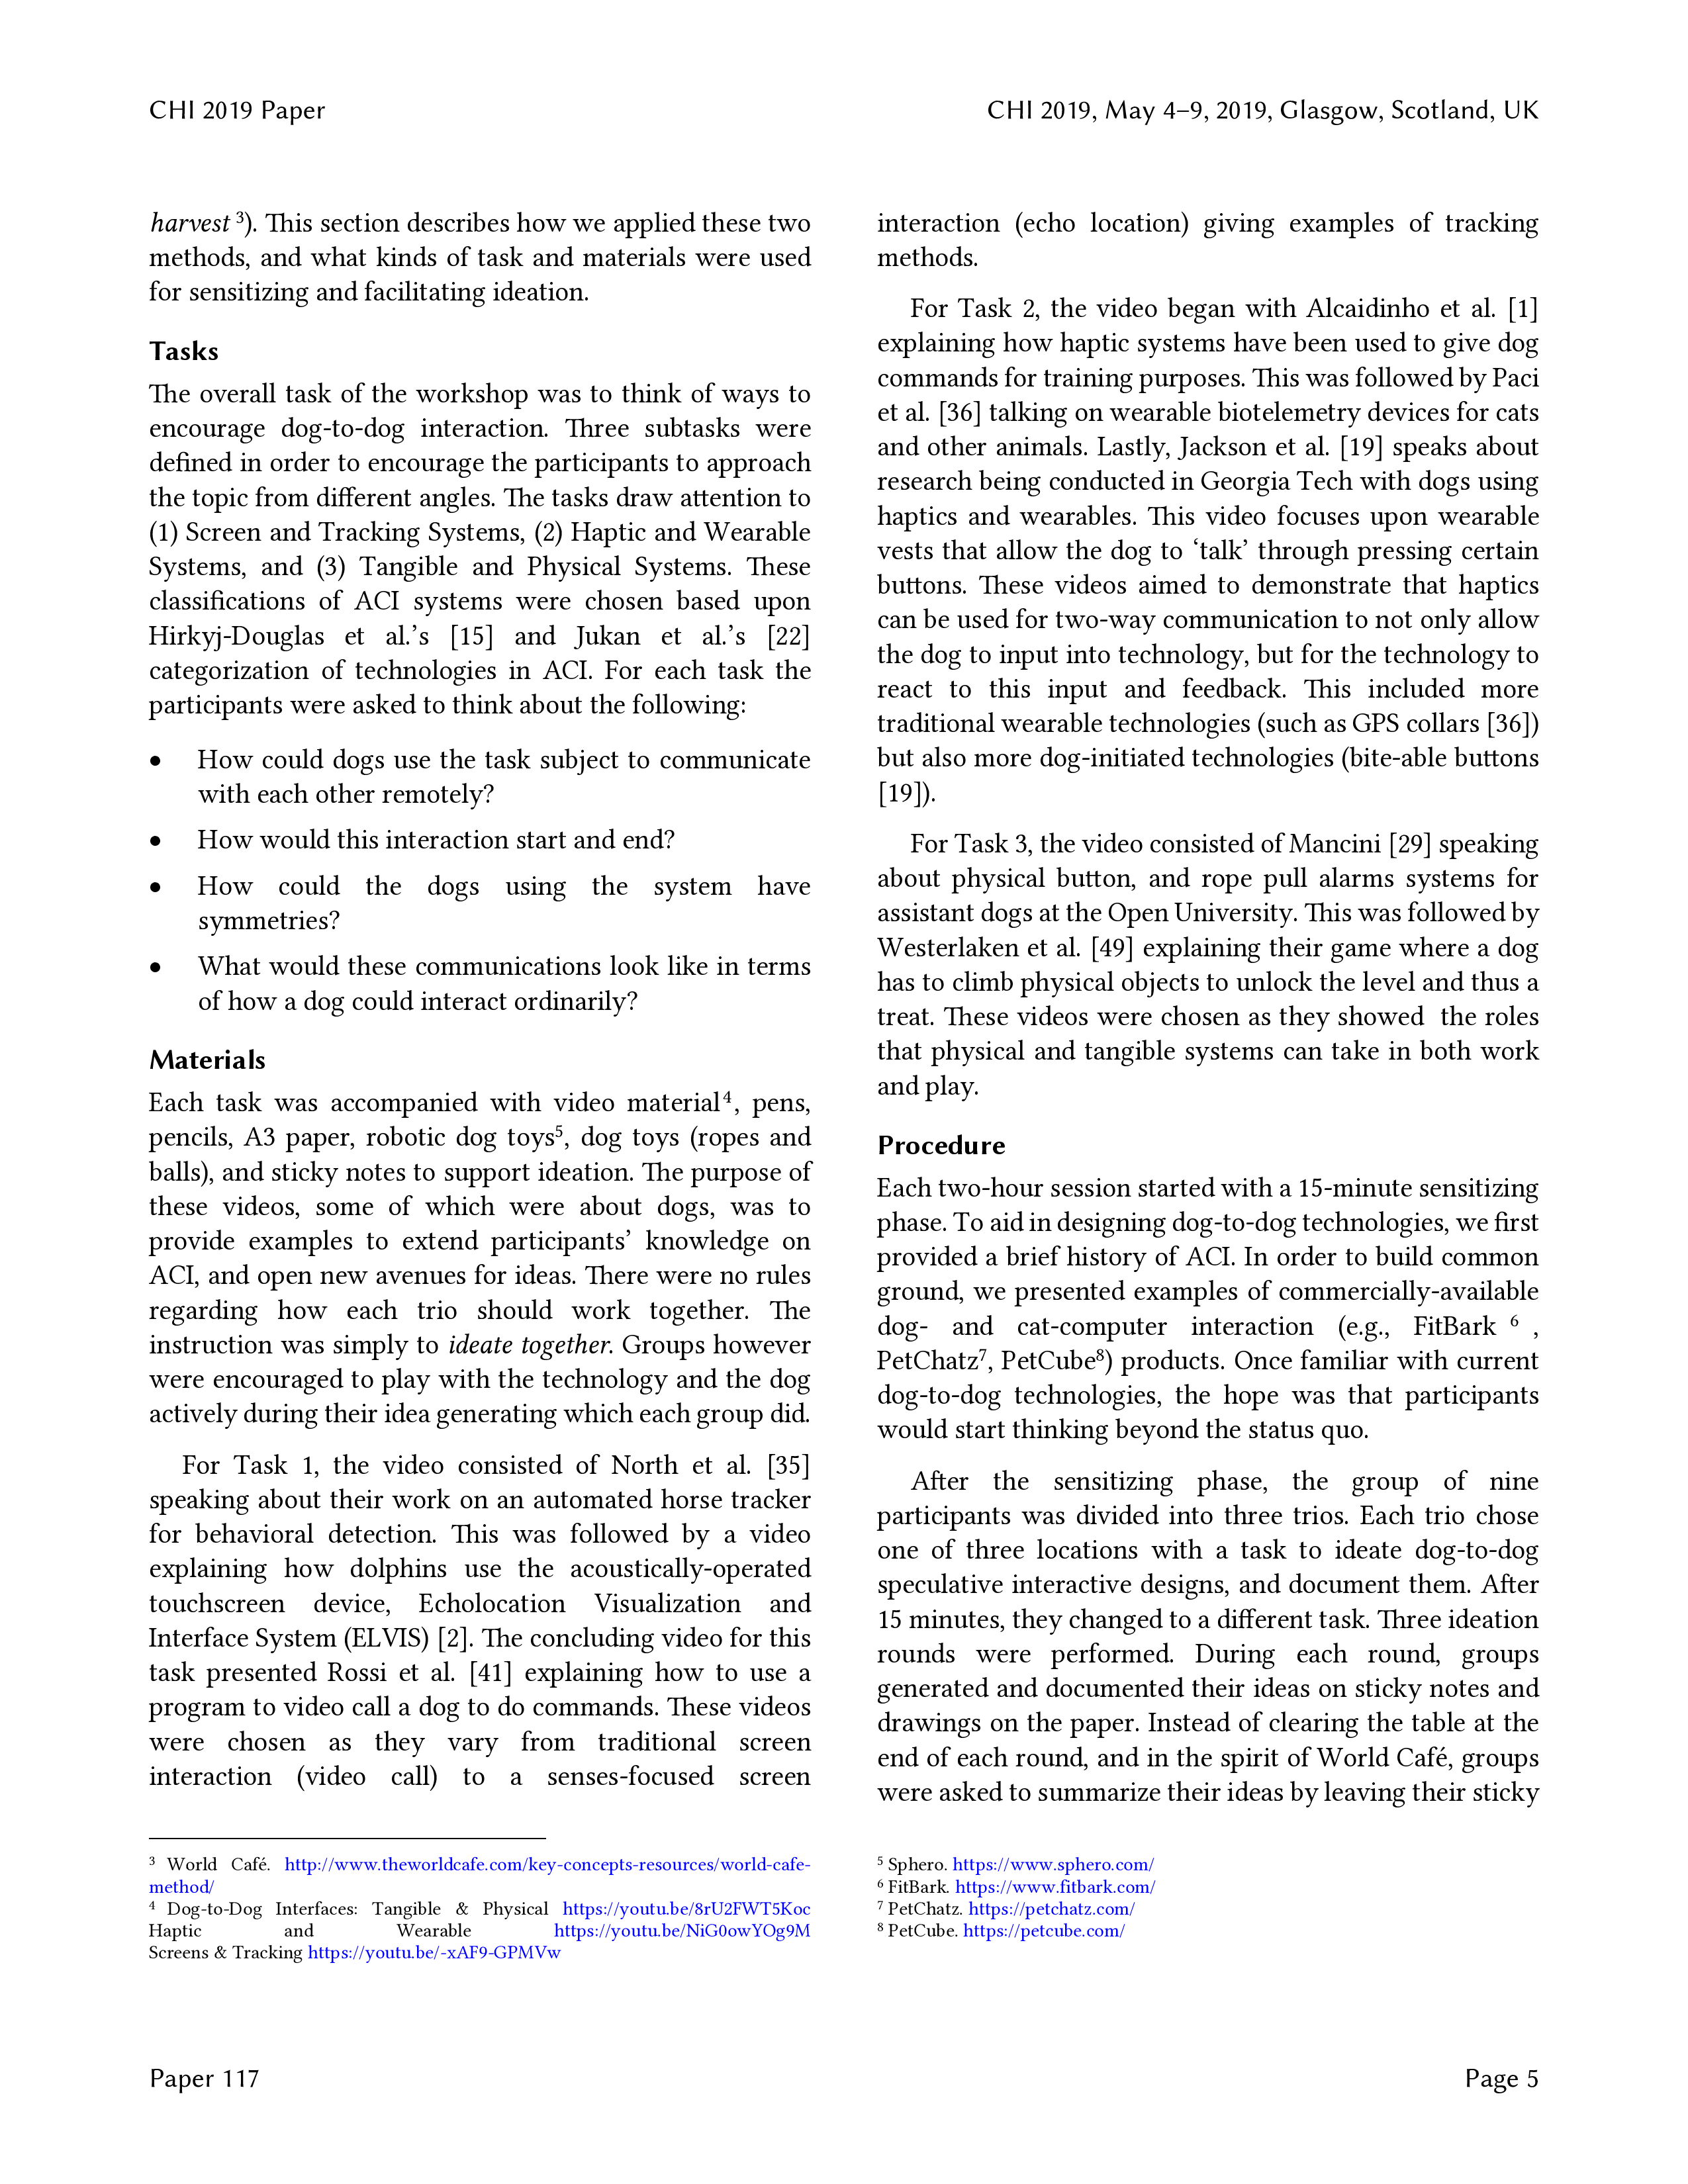 CHI 2019 Paper
CHI 2019, May 4–9, 2019, Glasgow, Scotland, UK
harvest 3). This section describes how we applied these two
methods, and what kinds of task and materials were used
for sensitizing and facilitating ideation.
Tasks
The overall task of the workshop was to think of ways to
encourage dog-to-dog interaction. Three subtasks were
defined in order to encourage the participants to approach
the topic from different angles. The tasks draw attention to
(1) Screen and Tracking Systems, (2) Haptic and Wearable
Systems, and (3) Tangible and Physical Systems. These
classifications of ACI systems were chosen based upon
Hirkyj-Douglas et al.’s [15] and Jukan et al.’s [22]
categorization of technologies in ACI. For each task the
participants were asked to think about the following:
• How could dogs use the task subject to communicate
with each other remotely?
• How would this interaction start and end?
• How could the dogs using the system have
symmetries?
• What would these communications look like in terms
of how a dog could interact ordinarily?
Materials
Each task was accompanied with video material4, pens,
pencils, A3 paper, robotic dog toys5, dog toys (ropes and
balls), and sticky notes to support ideation. The purpose of
these videos, some of which were about dogs, was to
provide examples to extend participants’ knowledge on
ACI, and open new avenues for ideas. There were no rules
regarding how each trio should work together. The
instruction was simply to ideate together. Groups however
were encouraged to play with the technology and the dog
actively during their idea generating which each group did.
For Task 1, the video consisted of North et al. [35]
speaking about their work on an automated horse tracker
for behavioral detection. This was followed by a video
explaining how dolphins use the acoustically-operated
touchscreen device, Echolocation Visualization and
Interface System (ELVIS) [2]. The concluding video for this
task presented Rossi et al. [41] explaining how to use a
program to video call a dog to do commands. These videos
were chosen as they vary from traditional screen
interaction (video call) to a senses-focused screen
interaction (echo location) giving examples of tracking
methods.
For Task 2, the video began with Alcaidinho et al. [1]
explaining how haptic systems have been used to give dog
commands for training purposes. This was followed by Paci
et al. [36] talking on wearable biotelemetry devices for cats
and other animals. Lastly, Jackson et al. [19] speaks about
research being conducted in Georgia Tech with dogs using
haptics and wearables. This video focuses upon wearable
vests that allow the dog to ‘talk’ through pressing certain
buttons. These videos aimed to demonstrate that haptics
can be used for two-way communication to not only allow
the dog to input into technology, but for the technology to
react to this input and feedback. This included more
traditional wearable technologies (such as GPS collars [36])
but also more dog-initiated technologies (bite-able buttons
[19]).
For Task 3, the video consisted of Mancini [29] speaking
about physical button, and rope pull alarms systems for
assistant dogs at the Open University. This was followed by
Westerlaken et al. [49] explaining their game where a dog
has to climb physical objects to unlock the level and thus a
treat. These videos were chosen as they showed the roles
that physical and tangible systems can take in both work
and play.
Procedure
Each two-hour session started with a 15-minute sensitizing
phase. To aid in designing dog-to-dog technologies, we first
provided a brief history of ACI. In order to build common
ground, we presented examples of commercially-available
dog- and cat-computer interaction (e.g., FitBark 6 ,
PetChatz7, PetCube8) products. Once familiar with current
dog-to-dog technologies, the hope was that participants
would start thinking beyond the status quo.
After the sensitizing phase, the group of nine
participants was divided into three trios. Each trio chose
one of three locations with a task to ideate dog-to-dog
speculative interactive designs, and document them. After
15 minutes, they changed to a different task. Three ideation
rounds were performed. During each round, groups
generated and documented their ideas on sticky notes and
drawings on the paper. Instead of clearing the table at the
end of each round, and in the spirit of World Café, groups
were asked to summarize their ideas by leaving their sticky
3 World Café. http://www.theworldcafe.com/key-concepts-resources/world-cafe-
method/
4 Dog-to-Dog Interfaces: Tangible & Physical https://youtu.be/8rU2FWT5Koc
Haptic and Wearable https://youtu.be/NiG0owYOg9M
Screens & Tracking https://youtu.be/-xAF9-GPMVw
5 Sphero. https://www.sphero.com/
6 FitBark. https://www.fitbark.com/
7 PetChatz. https://petchatz.com/
8 PetCube. https://petcube.com/
Paper 117
Page 5